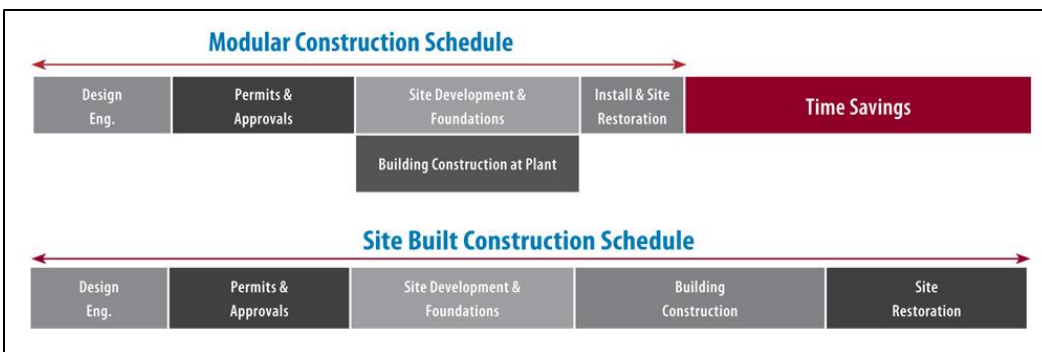 Modular Construction Schedule
Design
Eng.
Permits &
Approvals
Site Development &
Foundations
Install & Site
Restoration
Time Savings
Building Construction at Plant
Site Built Construction Schedule
Design
Eng.
Permits &
Approvals
Site Development &
Foundations
Building
Construction
Site
Restoration